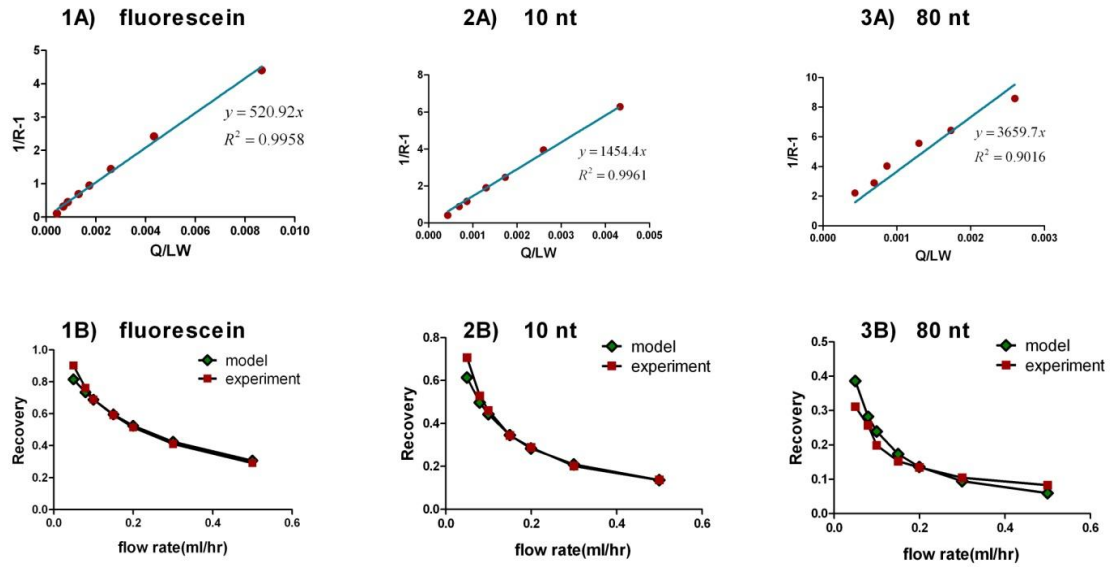 1A) fluorescein
5
4
3
2
1
0
1/R-1
y = 520.92x
R² = 0.9958
0.000 0.002 0.004 0.006 0.008 0.010
Q/LW
2A) 10 nt
8
6
4
2
0
1/R-1
y = 1454.4x
R² = 0.9961
0.000 0.001 0.002 0.003 0.004 0.005
Q/LW
3A) 80 nt
10
8
6
4
2
0
1/R-1
y = 3659.7x
R² = 0.9016
0.000 0.001 0.002 0.003
Q/LW
1B) fluorescein
1.0
0.8
0.6
0.4
0.2
0.0
Recovery
model
experiment
0.0 0.2 0.4 0.6
flow rate(ml/hr)
2B) 10 nt
0.8
0.6
0.4
0.2
0.0
Recovery
model
experiment
0.0 0.2 0.4 0.6
flow rate(ml/hr)
3B) 80 nt
0.5
0.4
0.3
0.2
0.1
0.0
Recovery
model
experiment
0.0 0.2 0.4 0.6
flow rate(ml/hr)